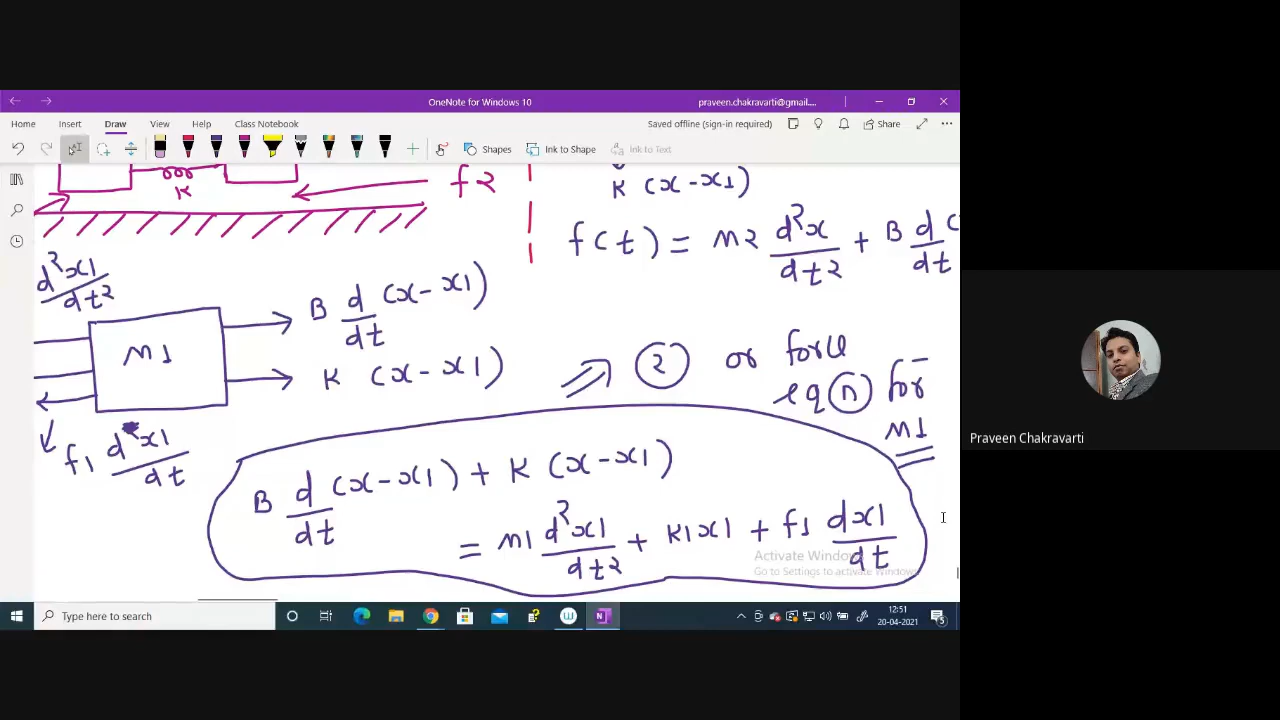 OneNote for Windows 10
praveen.chakravarti@gmail....
Home Insert Draw View Help Class Notebook
Saved offline (sign-in required)
Share
Shapes
Ink to Shape
Ink to Text
K
f2
K (x-x1)
f(t) = M2 d²x/dt2 + B d/dt (
d²x1/dt2
M1
B d/dt (x-x1)
K (x-x1)
f1 dx1/dt
⇒ (2) or force
eq(n) for
M1
B d/dt (x-x1) + K (x-x1)
= M1 d²x1/dt2 + K1x1 + f1 dx1/dt
Activate Windows
Go to Settings to activate Windows.
Type here to search
12:51
20-04-2021
5
Praveen Chakravarti